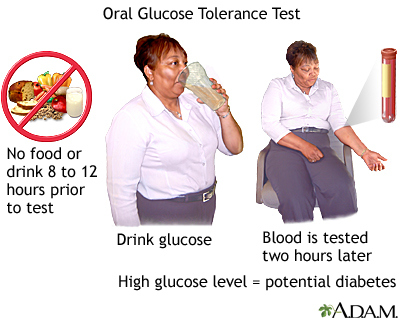 Oral Glucose Tolerance Test
No food or
drink 8 to 12
hours prior
to test
Drink glucose
Blood is tested
two hours later
High glucose level = potential diabetes
A.D.A.M.